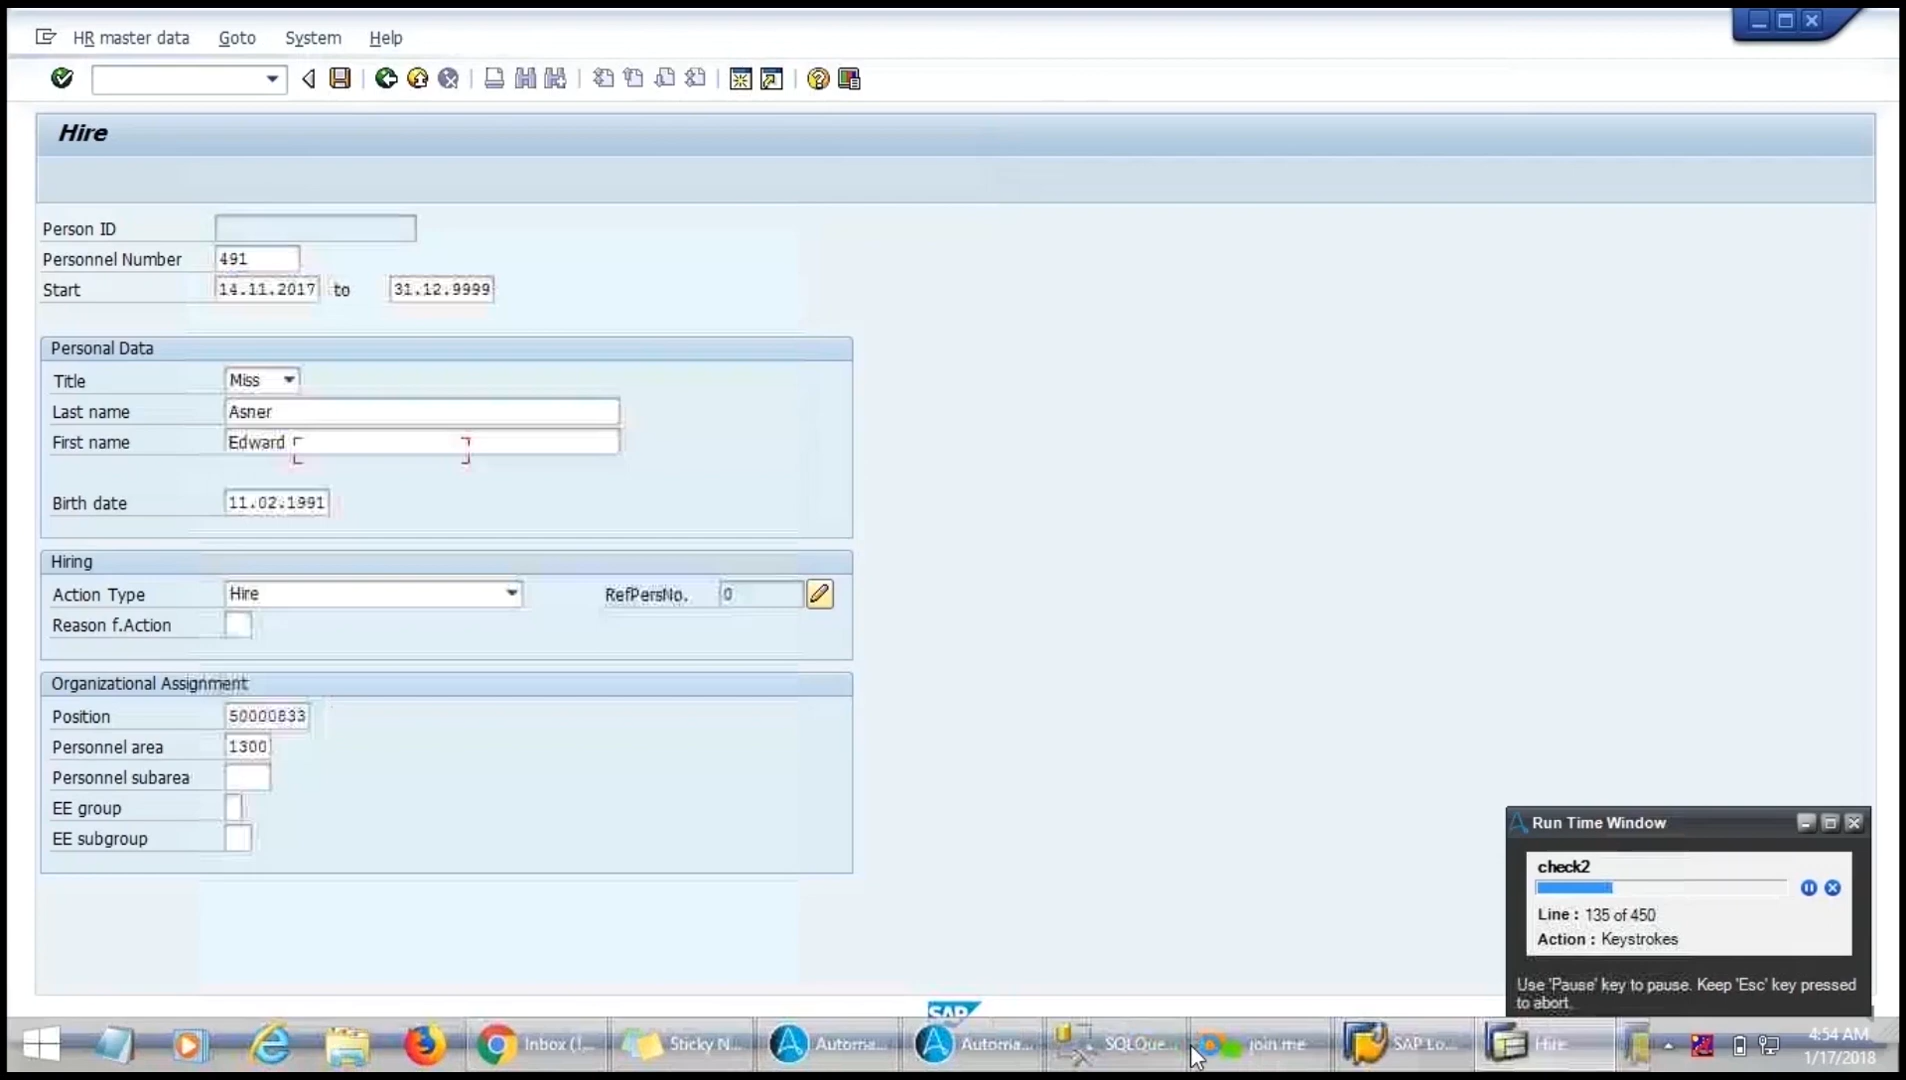 HR master data Goto System Help
Hire
Person ID
Personnel Number 491
Start 14.11.2017 to 31.12.9999
Personal Data
Title Miss
Last name Asner
First name Edward
Birth date 11.02.1991
Hiring
Action Type Hire RefPersNo. 0
Reason f.Action
Organizational Assignment
Position 50000833
Personnel area 1300
Personnel subarea
EE group
EE subgroup
Run Time Window
check2
Line : 135 of 450
Action : Keystrokes
Use 'Pause' key to pause. Keep 'Esc' key pressed
to abort.
SAP
Inbox (1,... Sticky N... Automa... Automa... SQLQue... join.me SAP Lo... Hire
4:54 AM
1/17/2018